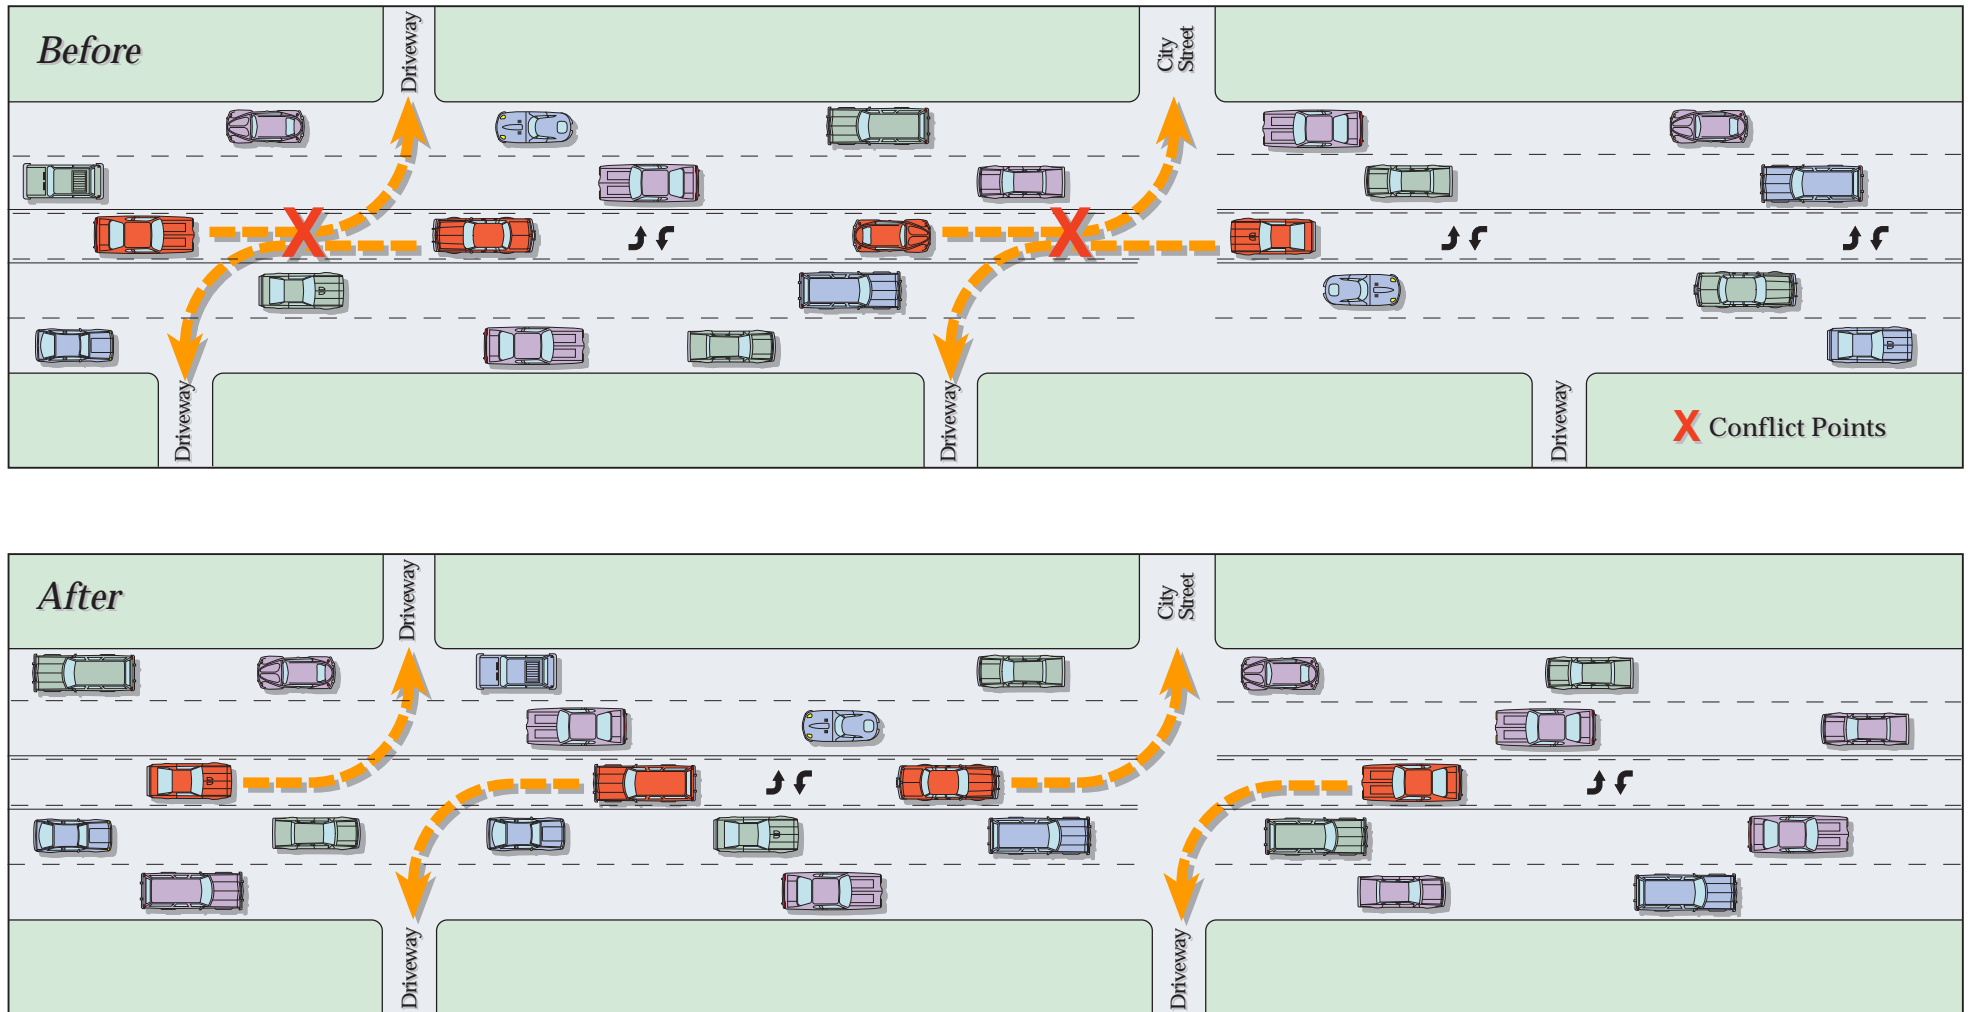 Before
Driveway
City
Street
Driveway
Driveway
Driveway
X Conflict Points
After
Driveway
City
Street
Driveway
Driveway